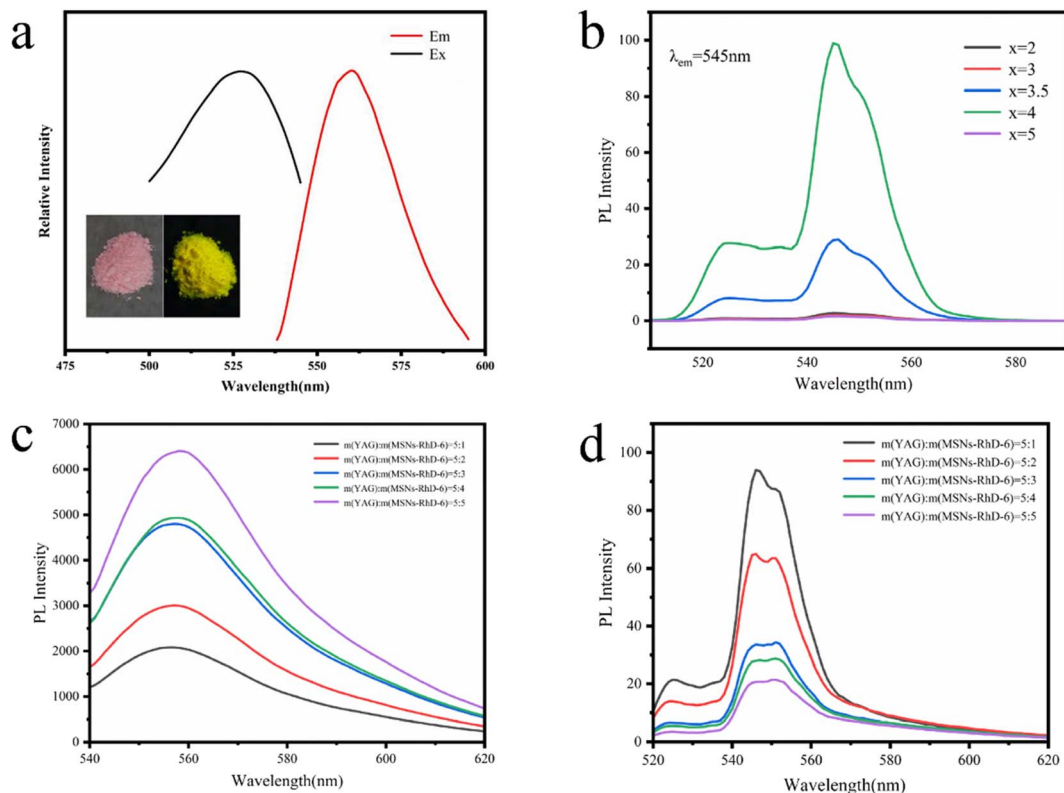 a
Em
Ex
Relative Intensity
475 500 525 550 575 600
Wavelength(nm)
b
λem=545nm
x=2
x=3
x=3.5
x=4
x=5
100
80
60
40
20
0
PL Intensity
520 540 560 580
Wavelength(nm)
c
m(YAG):m(MSNs-RhD-6)=5:1
m(YAG):m(MSNs-RhD-6)=5:2
m(YAG):m(MSNs-RhD-6)=5:3
m(YAG):m(MSNs-RhD-6)=5:4
m(YAG):m(MSNs-RhD-6)=5:5
7000
6000
5000
4000
3000
2000
1000
0
PL Intensity
540 560 580 600 620
Wavelength(nm)
d
m(YAG):m(MSNs-RhD-6)=5:1
m(YAG):m(MSNs-RhD-6)=5:2
m(YAG):m(MSNs-RhD-6)=5:3
m(YAG):m(MSNs-RhD-6)=5:4
m(YAG):m(MSNs-RhD-6)=5:5
100
80
60
40
20
0
PL Intensity
520 540 560 580 600 620
Wavelength(nm)